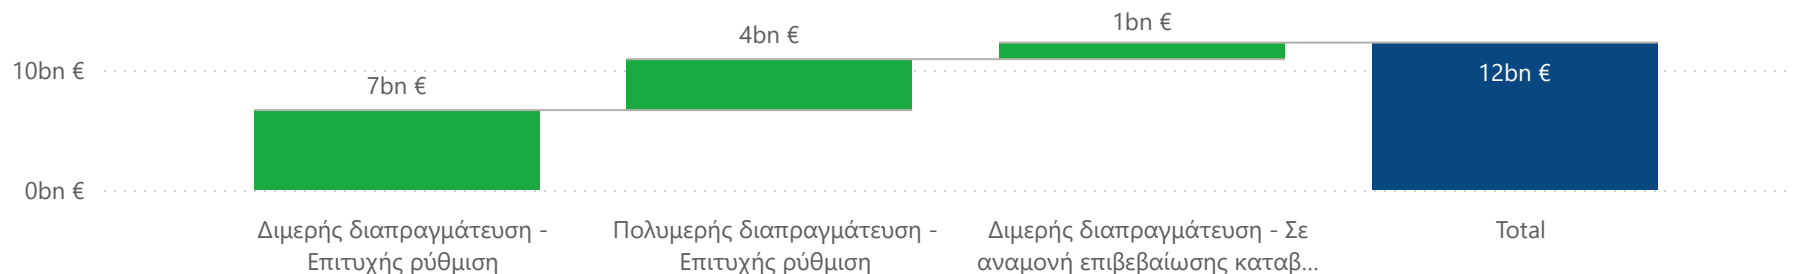 1bn €
4bn €
10bn €
12bn €
7bn €
0bn €
Διμερής διαπραγμάτευση -
Επιτυχής ρύθμιση
Πολυμερής διαπραγμάτευση -
Επιτυχής ρύθμιση
Διμερής διαπραγμάτευση - Σε
αναμονή επιβεβαίωσης καταβ...
Total